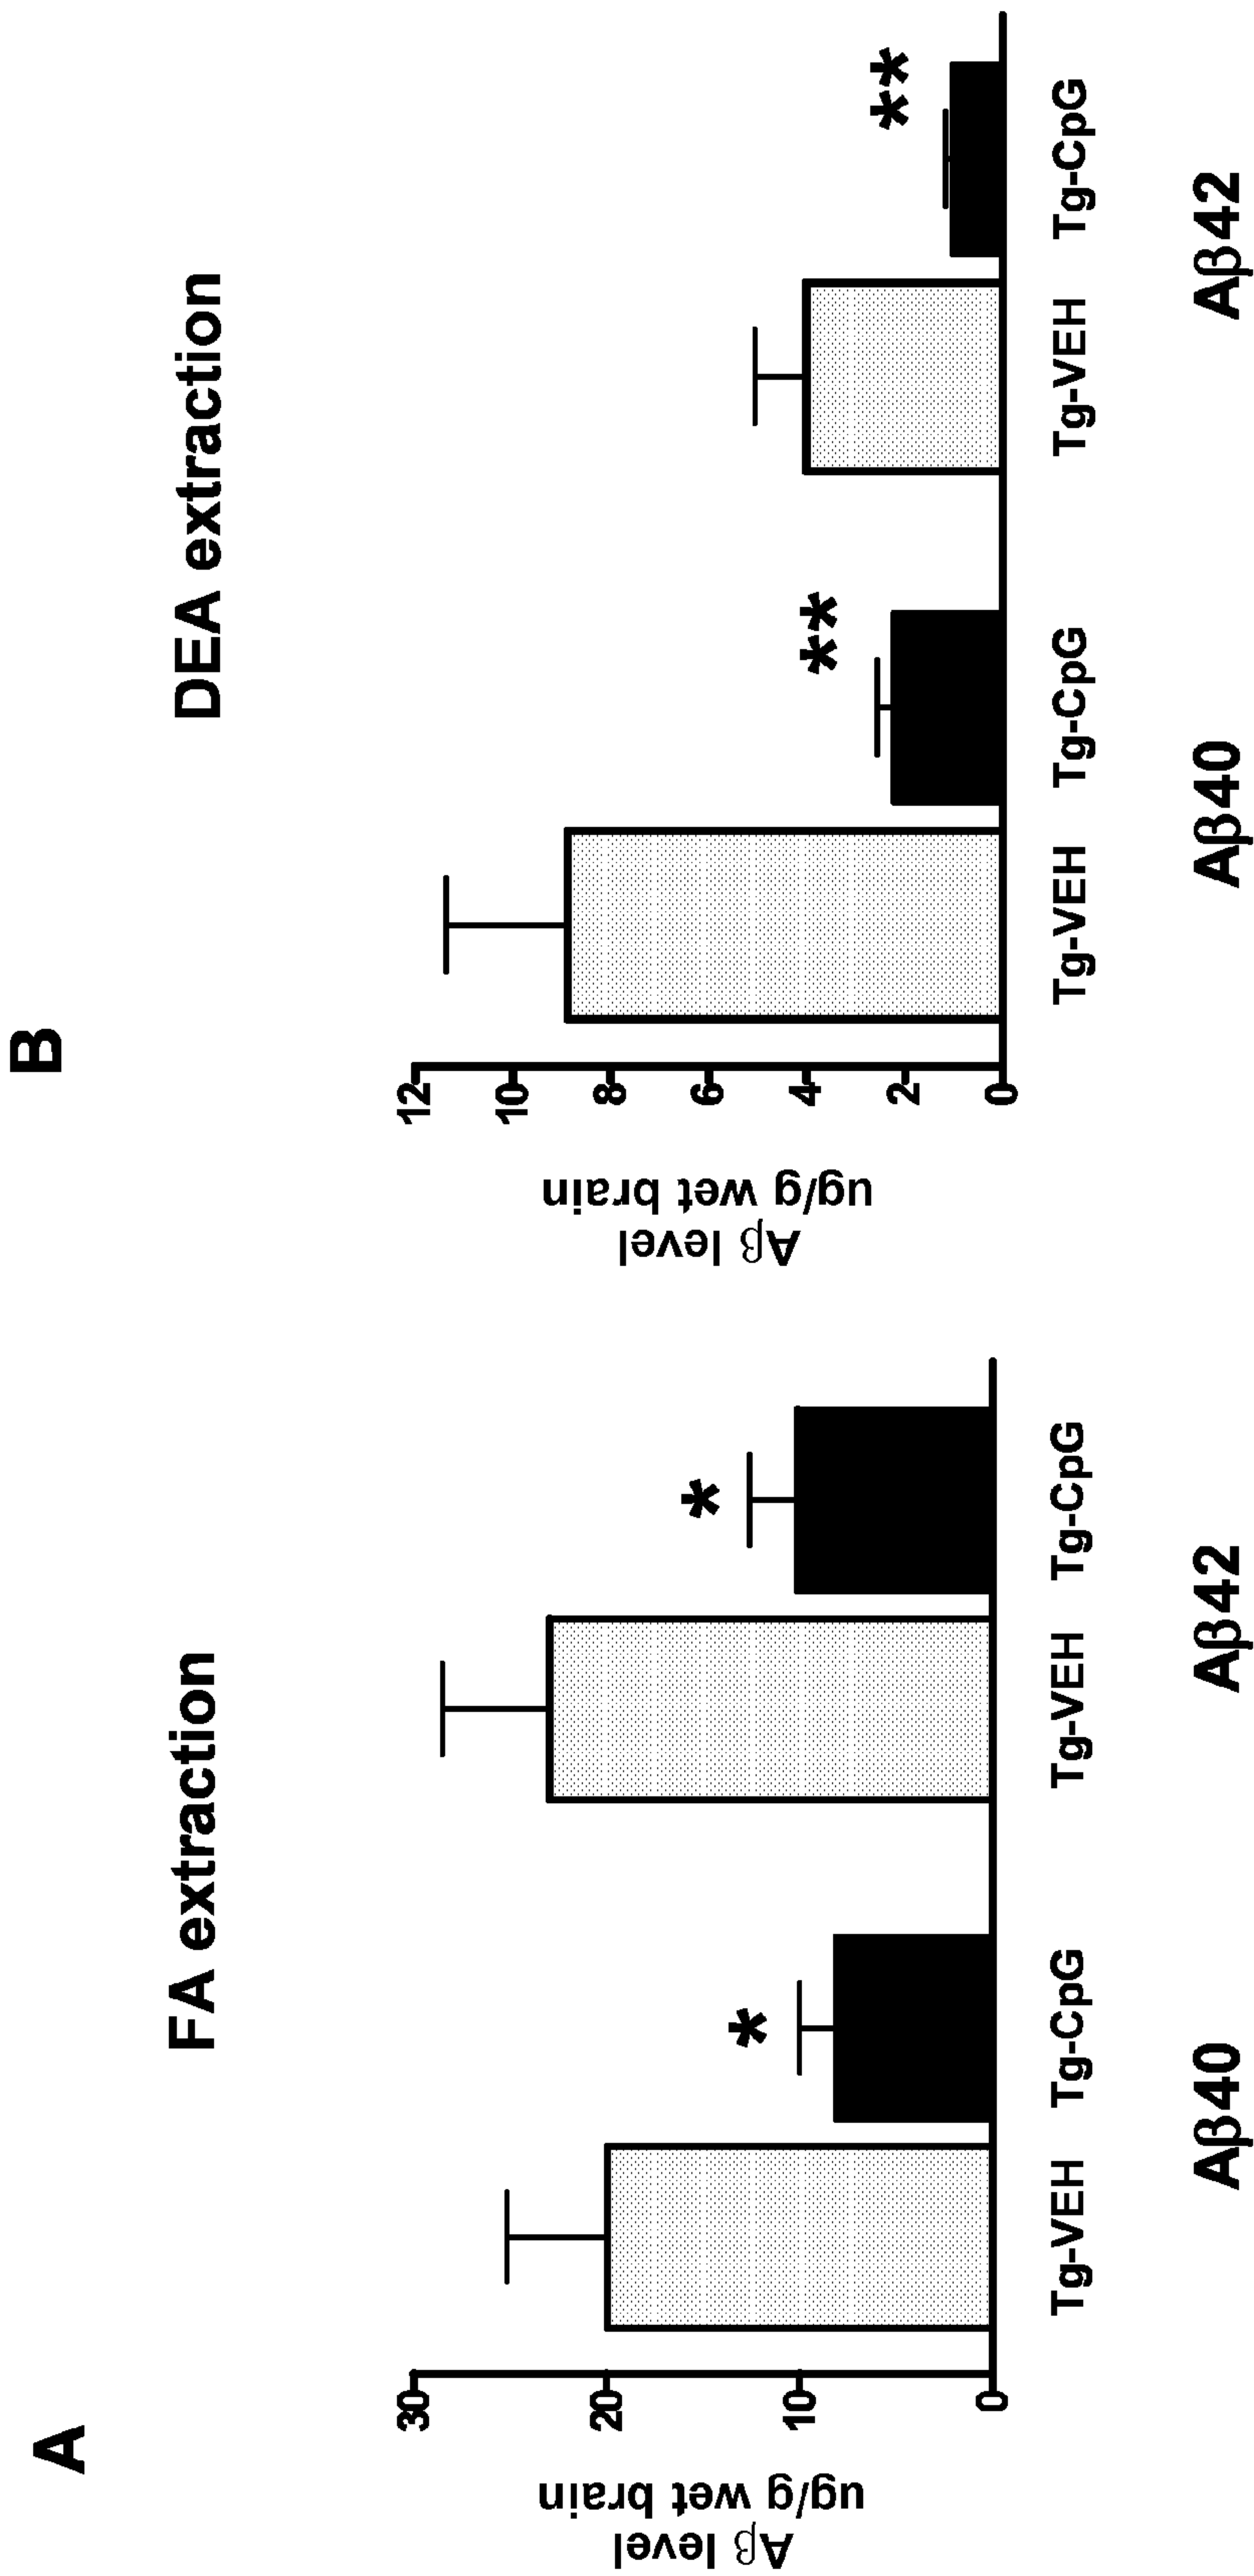 A
FA extraction
Aβ level
ug/g wet brain
30
20
10
0
*
*
Tg-VEH Tg-CpG Tg-VEH Tg-CpG
Aβ40 Aβ42
B
DEA extraction
Aβ level
ug/g wet brain
12
10
8
6
4
2
0
**
**
Tg-VEH Tg-CpG Tg-VEH Tg-CpG
Aβ40 Aβ42